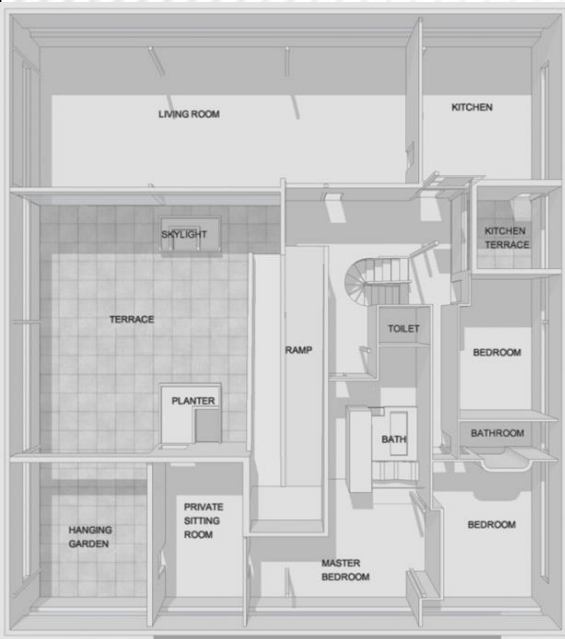 LIVING ROOM
KITCHEN
SKYLIGHT
KITCHEN
TERRACE
TERRACE
TOILET
RAMP
BEDROOM
PLANTER
BATH
BATHROOM
PRIVATE
SITTING
ROOM
HANGING
GARDEN
BEDROOM
MASTER
BEDROOM